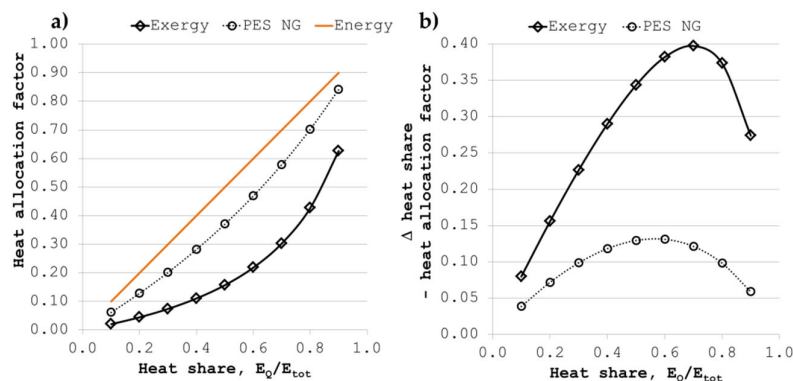 a)
Exergy PES NG Energy
Heat allocation factor
1.00
0.90
0.80
0.70
0.60
0.50
0.40
0.30
0.20
0.10
0.00
0.0 0.2 0.4 0.6 0.8 1.0
Heat share, E_Q/E_tot
b)
Exergy PES NG
Δ heat share
- heat allocation factor
0.40
0.35
0.30
0.25
0.20
0.15
0.10
0.05
0.00
0.0 0.2 0.4 0.6 0.8 1.0
Heat share, E_Q/E_tot